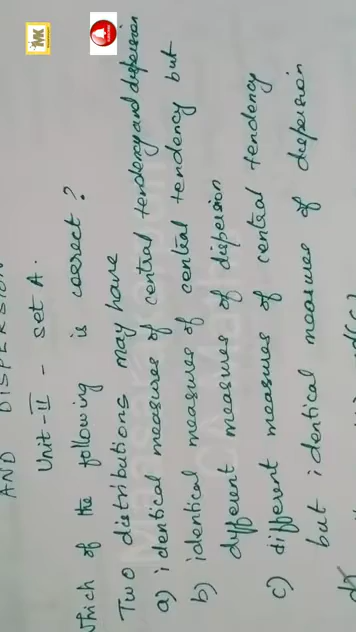 AND DISPERSION
Unit-II - set A.
Which of the following is correct?
Two distributions may have
a) identical measures of central tendency and dispersion
b) identical measures of central tendency but
different measures of dispersion
c) different measures of central tendency
but identical measures of dispersion
MK